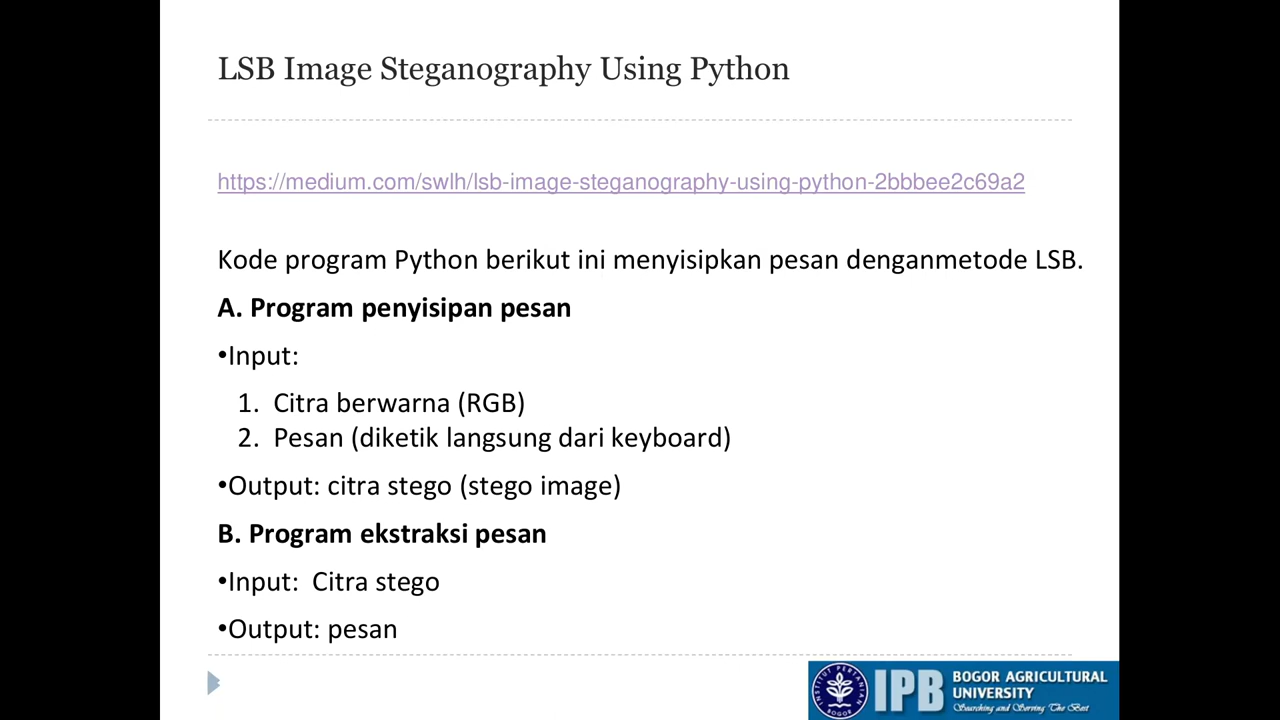 LSB Image Steganography Using Python
https://medium.com/swlh/lsb-image-steganography-using-python-2bbbee2c69a2
Kode program Python berikut ini menyisipkan pesan denganmetode LSB.
A. Program penyisipan pesan
•Input:
1. Citra berwarna (RGB)
2. Pesan (diketik langsung dari keyboard)
•Output: citra stego (stego image)
B. Program ekstraksi pesan
•Input: Citra stego
•Output: pesan
INSTITUT PERTANIAN
BOGOR
IPB
BOGOR AGRICULTURAL
UNIVERSITY
Searching and Serving The Best